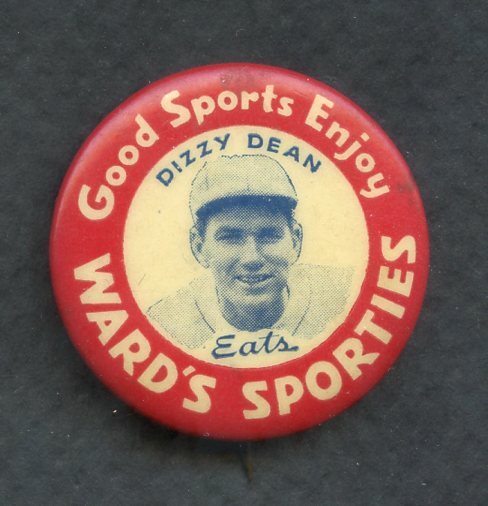 Good Sports Enjoy
DIZZY DEAN
Eats
WARD'S SPORTIES